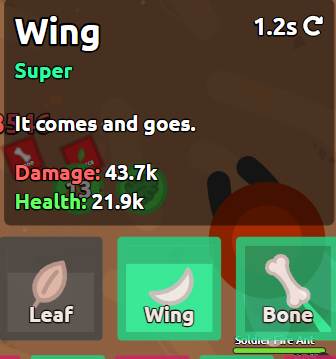 Wing
1.2s
Super
It comes and goes.
Damage: 43.7k
Health: 21.9k
13
Leaf
Wing
Bone
Soldier Fire Ant